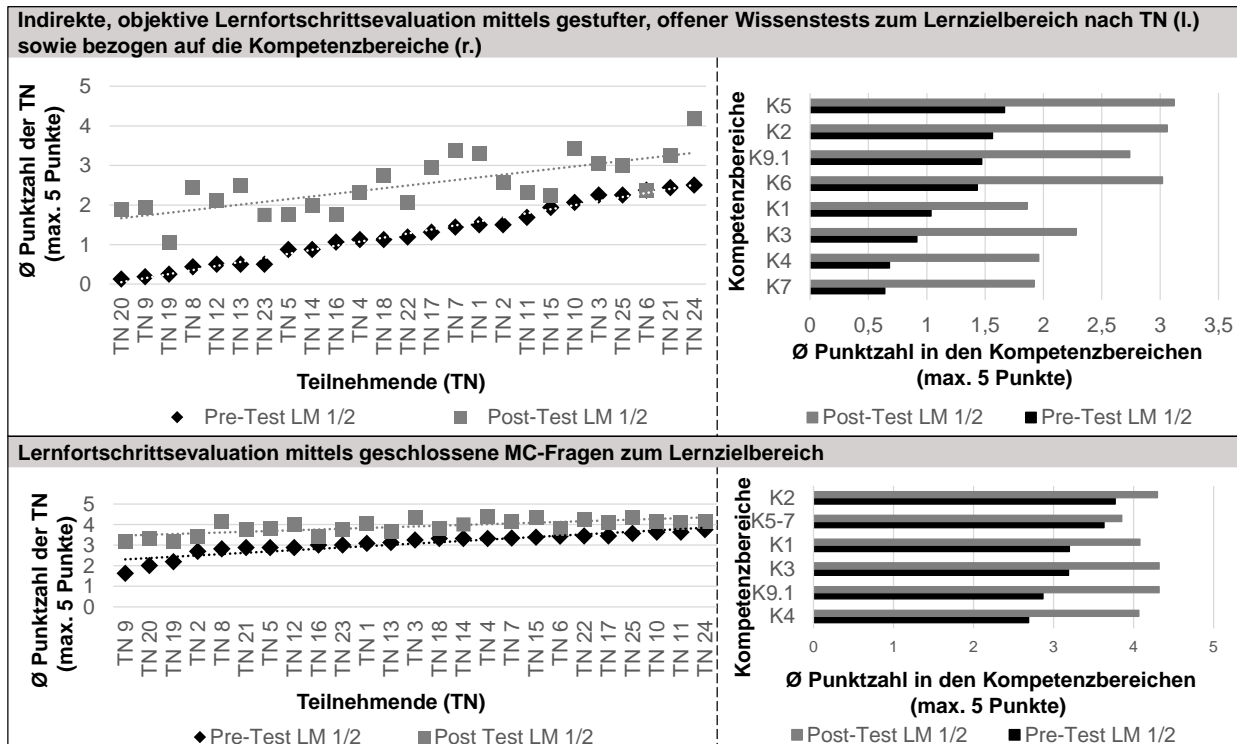 Indirekte, objektive Lernfortschrittsevaluation mittels gestufter, offener Wissenstests zum Lernzielbereich nach TN (l.)
sowie bezogen auf die Kompetenzbereiche (r.)
Ø Punktzahl der TN
(max. 5 Punkte)
5
4
3
2
1
0
TN 20
TN 9
TN 19
TN 8
TN 12
TN 13
TN 23
TN 5
TN 14
TN 16
TN 4
TN 18
TN 22
TN 17
TN 7
TN 1
TN 2
TN 11
TN 15
TN 10
TN 3
TN 25
TN 6
TN 21
TN 24
Teilnehmende (TN)
Pre-Test LM 1/2 Post-Test LM 1/2
Kompetenzbereiche
K5
K2
K9.1
K6
K1
K3
K4
K7
0 0,5 1 1,5 2 2,5 3 3,5
Ø Punktzahl in den Kompetenzbereichen
(max. 5 Punkte)
Post-Test LM 1/2 Pre-Test LM 1/2
Lernfortschrittsevaluation mittels geschlossene MC-Fragen zum Lernzielbereich
Ø Punktzahl der TN
(max. 5 Punkte)
5
4
3
2
1
0
TN 9
TN 20
TN 19
TN 2
TN 8
TN 21
TN 5
TN 12
TN 16
TN 23
TN 1
TN 13
TN 3
TN 18
TN 14
TN 4
TN 7
TN 15
TN 6
TN 22
TN 17
TN 25
TN 10
TN 11
TN 24
Teilnehmende (TN)
Pre-Test LM 1/2 Post Test LM 1/2
Kompetenzbereiche
K2
K5-7
K1
K3
K9.1
K4
0 1 2 3 4 5
Ø Punktzahl in den Kompetenzbereichen
(max. 5 Punkte)
Post-Test LM 1/2 Pre-Test LM 1/2